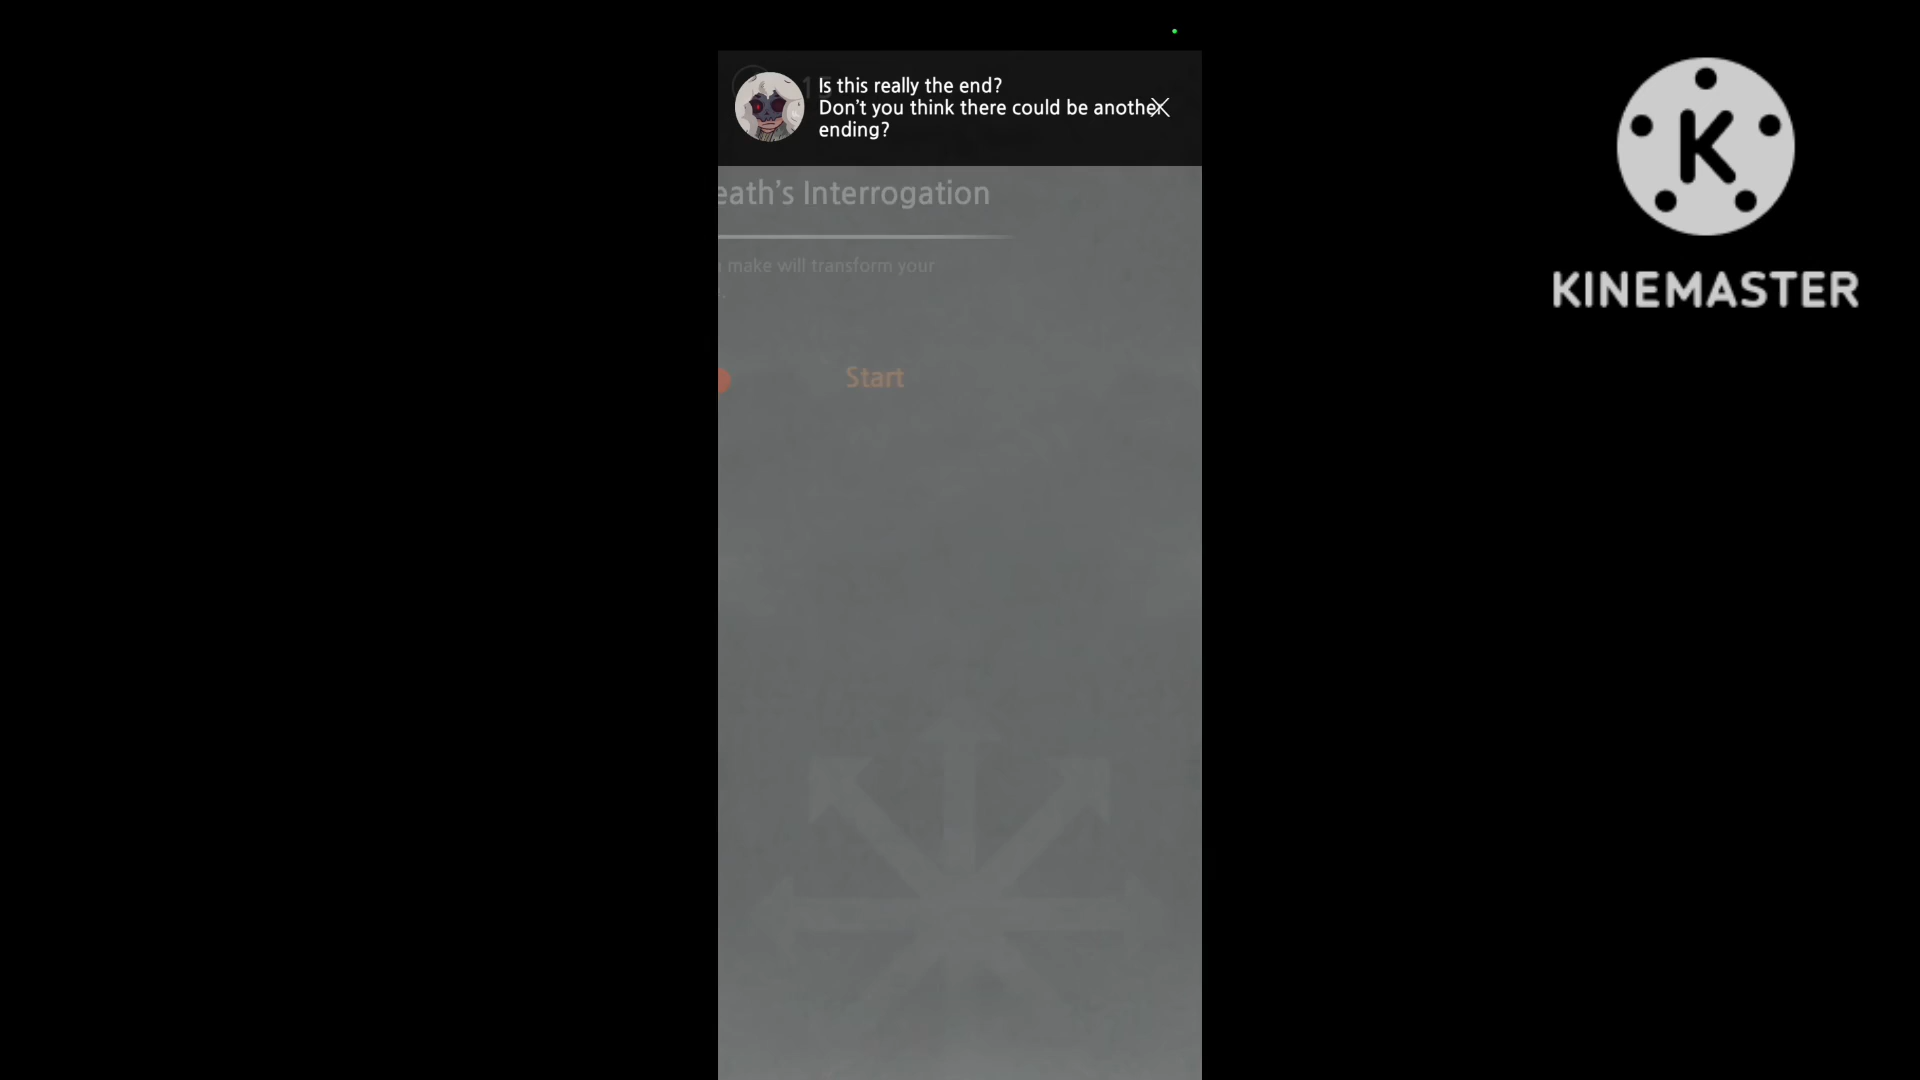 Is this really the end?
Don't you think there could be another
ending?
eath's Interrogation
make will transform your
Start
K
KINEMASTER